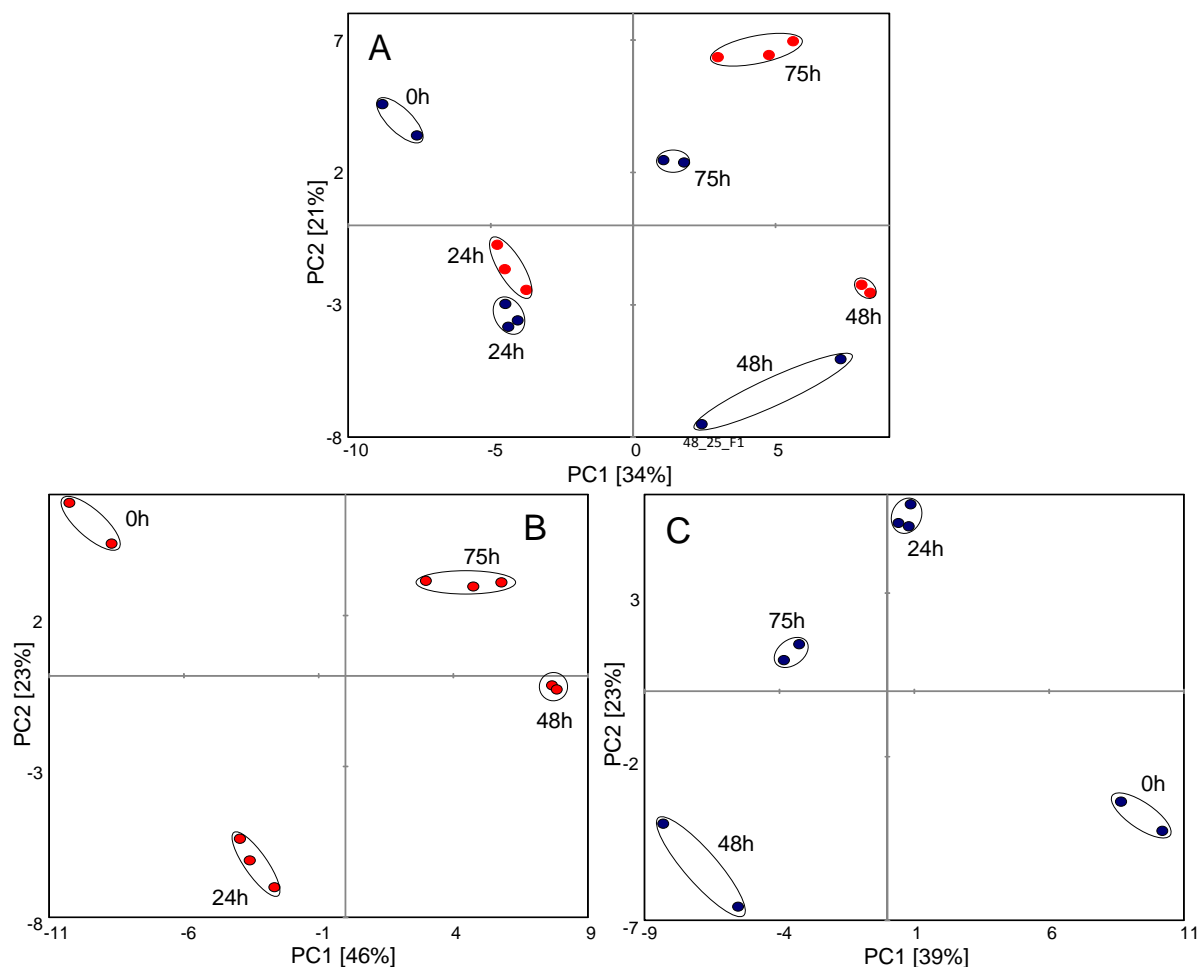 A
7
75h
0h
75h
2
PC2 [21%]
24h
-3
48h
24h
48h
-8
48_25_F1
-10
-5
0
5
PC1 [34%]
B
0h
75h
2
PC2 [23%]
48h
-3
24h
-8
-11
-6
-1
4
9
PC1 [46%]
C
24h
3
75h
PC2 [23%]
-2
0h
48h
-7
-9
-4
1
6
11
PC1 [39%]